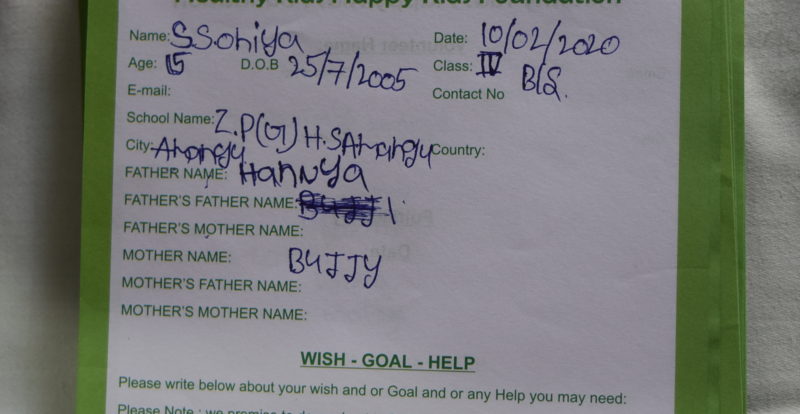 Healthy Kids Happy Kids Foundation
Name: SSohiya Date: 10/02/2020
Age: 15 D.O.B 25/7/2005 Class: IV
E-mail: Contact No B/S.
School Name: Z.P(G) H.S
City: Country:
FATHER NAME: Hannya
FATHER'S FATHER NAME:
FATHER'S MOTHER NAME:
MOTHER NAME: BUJJY
MOTHER'S FATHER NAME:
MOTHER'S MOTHER NAME:
WISH - GOAL - HELP
Please write below about your wish and or Goal and or any Help you may need:
Please Note : we promise to